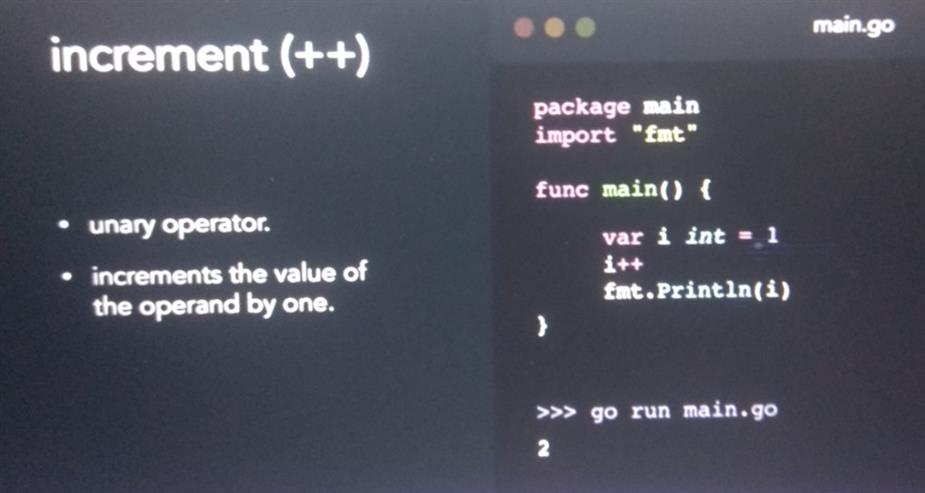 increment (++)
• unary operator.
• increments the value of
the operand by one.
main.go
package main
import "fmt"
func main() {
var i int = 1
i++
fmt.Println(i)
}
>>> go run main.go
2